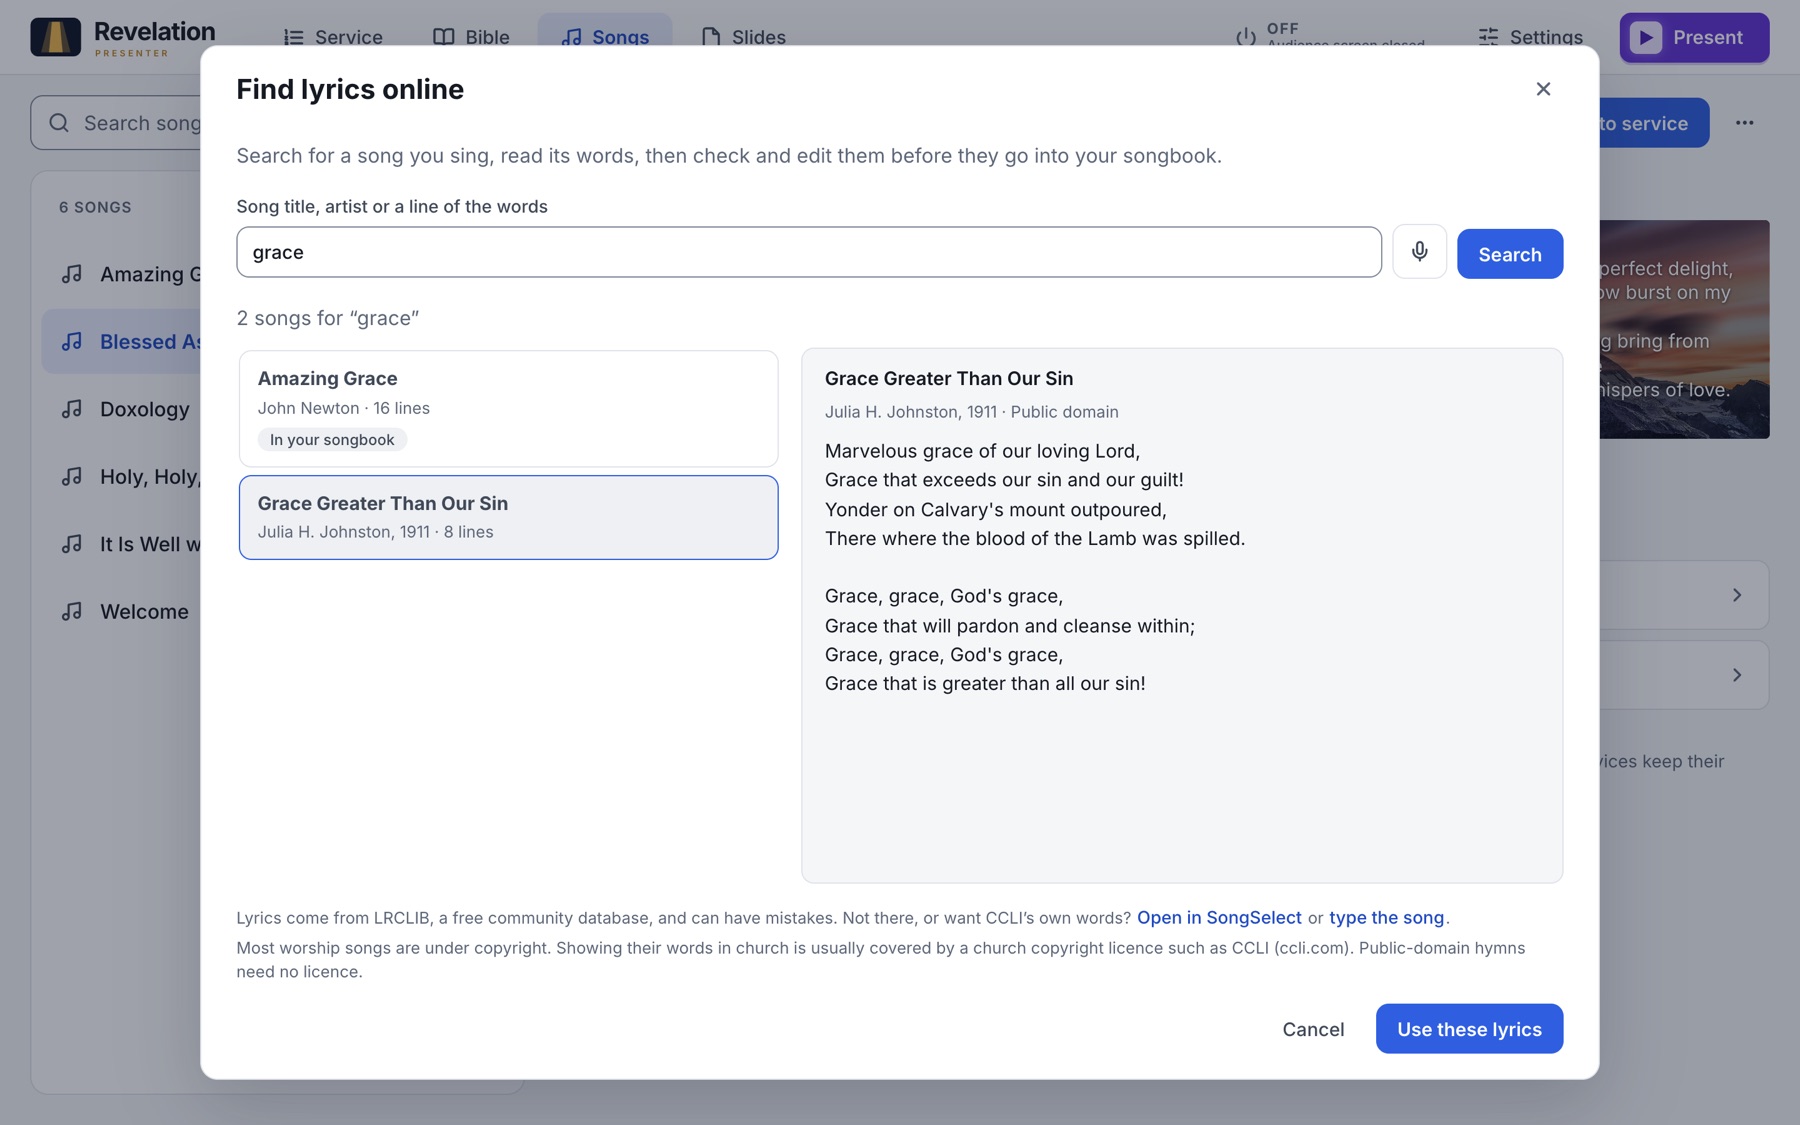 Revelation
PRESENTER
Service
Bible
Songs
Slides
OFF
Audience screen closed
Settings
Present
Search song
to service
6 SONGS
Amazing G
Blessed As
Doxology
Holy, Holy,
It Is Well w
Welcome
Find lyrics online
Search for a song you sing, read its words, then check and edit them before they go into your songbook.
Song title, artist or a line of the words
grace
Search
2 songs for “grace”
Amazing Grace
John Newton · 16 lines
In your songbook
Grace Greater Than Our Sin
Julia H. Johnston, 1911 · 8 lines
Grace Greater Than Our Sin
Julia H. Johnston, 1911 · Public domain
Marvelous grace of our loving Lord,
Grace that exceeds our sin and our guilt!
Yonder on Calvary's mount outpoured,
There where the blood of the Lamb was spilled.
Grace, grace, God's grace,
Grace that will pardon and cleanse within;
Grace, grace, God's grace,
Grace that is greater than all our sin!
Lyrics come from LRCLIB, a free community database, and can have mistakes. Not there, or want CCLI’s own words? Open in SongSelect or type the song.
Most worship songs are under copyright. Showing their words in church is usually covered by a church copyright licence such as CCLI (ccli.com). Public-domain hymns
need no licence.
Cancel
Use these lyrics
perfect delight,
ow burst on my
g bring from
hispers of love.
vices keep their